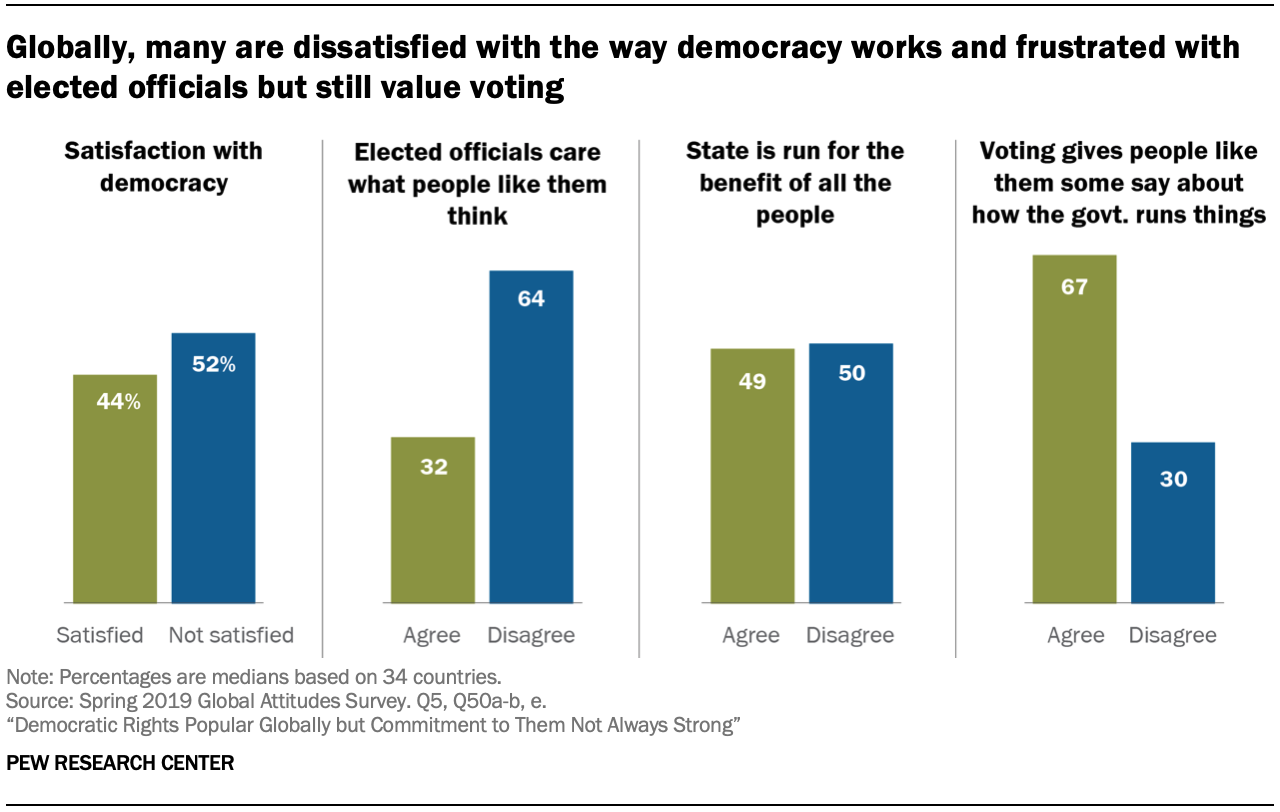 Globally, many are dissatisfied with the way democracy works and frustrated with
elected officials but still value voting
Satisfaction with
democracy
44%
52%
Satisfied
Not satisfied
Elected officials care
what people like them
think
32
64
Agree
Disagree
State is run for the
benefit of all the
people
49
50
Agree
Disagree
Voting gives people like
them some say about
how the govt. runs things
67
30
Agree
Disagree
Note: Percentages are medians based on 34 countries.
Source: Spring 2019 Global Attitudes Survey. Q5, Q50a-b, e.
“Democratic Rights Popular Globally but Commitment to Them Not Always Strong”
PEW RESEARCH CENTER